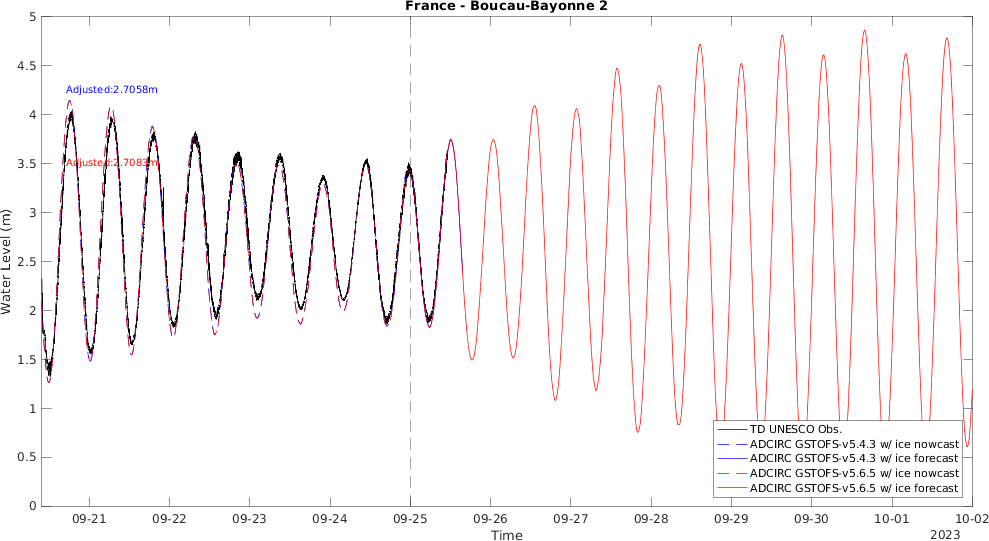 France - Boucau-Bayonne 2
5
4.5
4
3.5
3
2.5
2
1.5
1
0.5
0
Water Level (m)
Adjusted:2.7058m
Adjusted:2.7083m
TD UNESCO Obs.
ADCIRC GSTOFS-v5.4.3 w/ ice nowcast
ADCIRC GSTOFS-v5.4.3 w/ ice forecast
ADCIRC GSTOFS-v5.6.5 w/ ice nowcast
ADCIRC GSTOFS-v5.6.5 w/ ice forecast
09-21 09-22 09-23 09-24 09-25 09-26 09-27 09-28 09-29 09-30 10-01 10-02
Time
2023